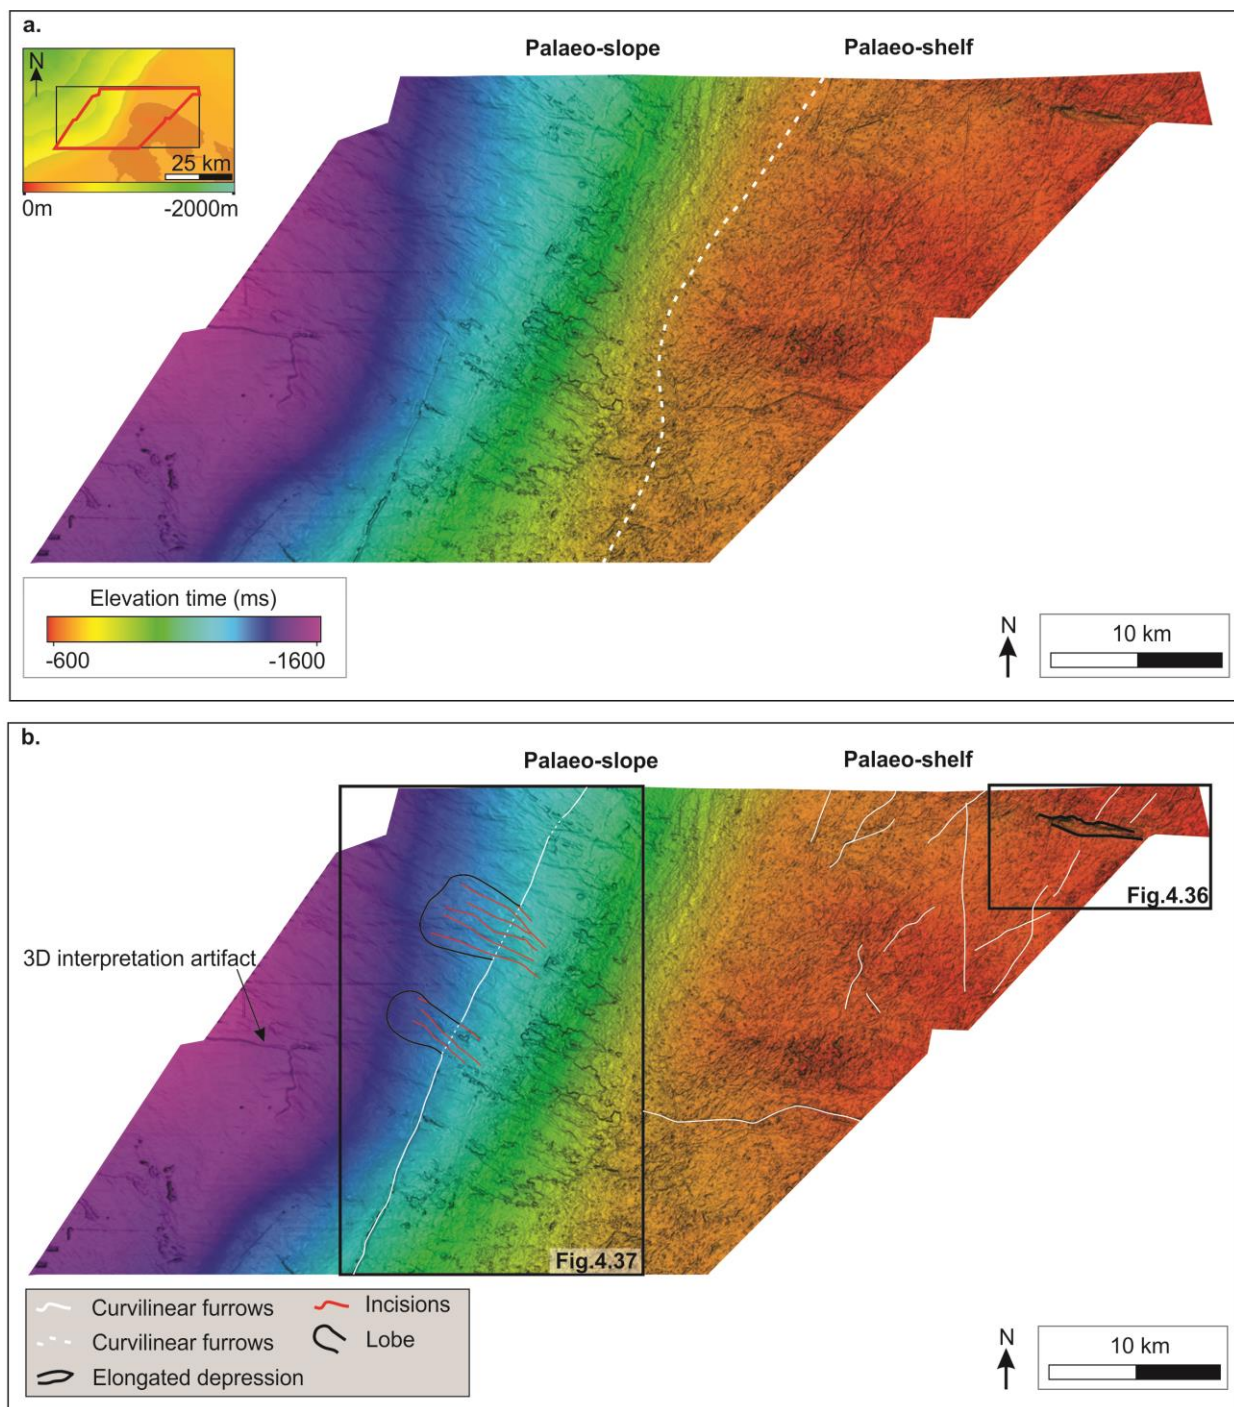 a.
Palaeo-slope
Palaeo-shelf
N
25 km
0m
-2000m
Elevation time (ms)
-600
-1600
N
10 km
b.
Palaeo-slope
Palaeo-shelf
Fig.4.36
3D interpretation artifact
Fig.4.37
Curvilinear furrows
Incisions
Curvilinear furrows
Lobe
Elongated depression
N
10 km